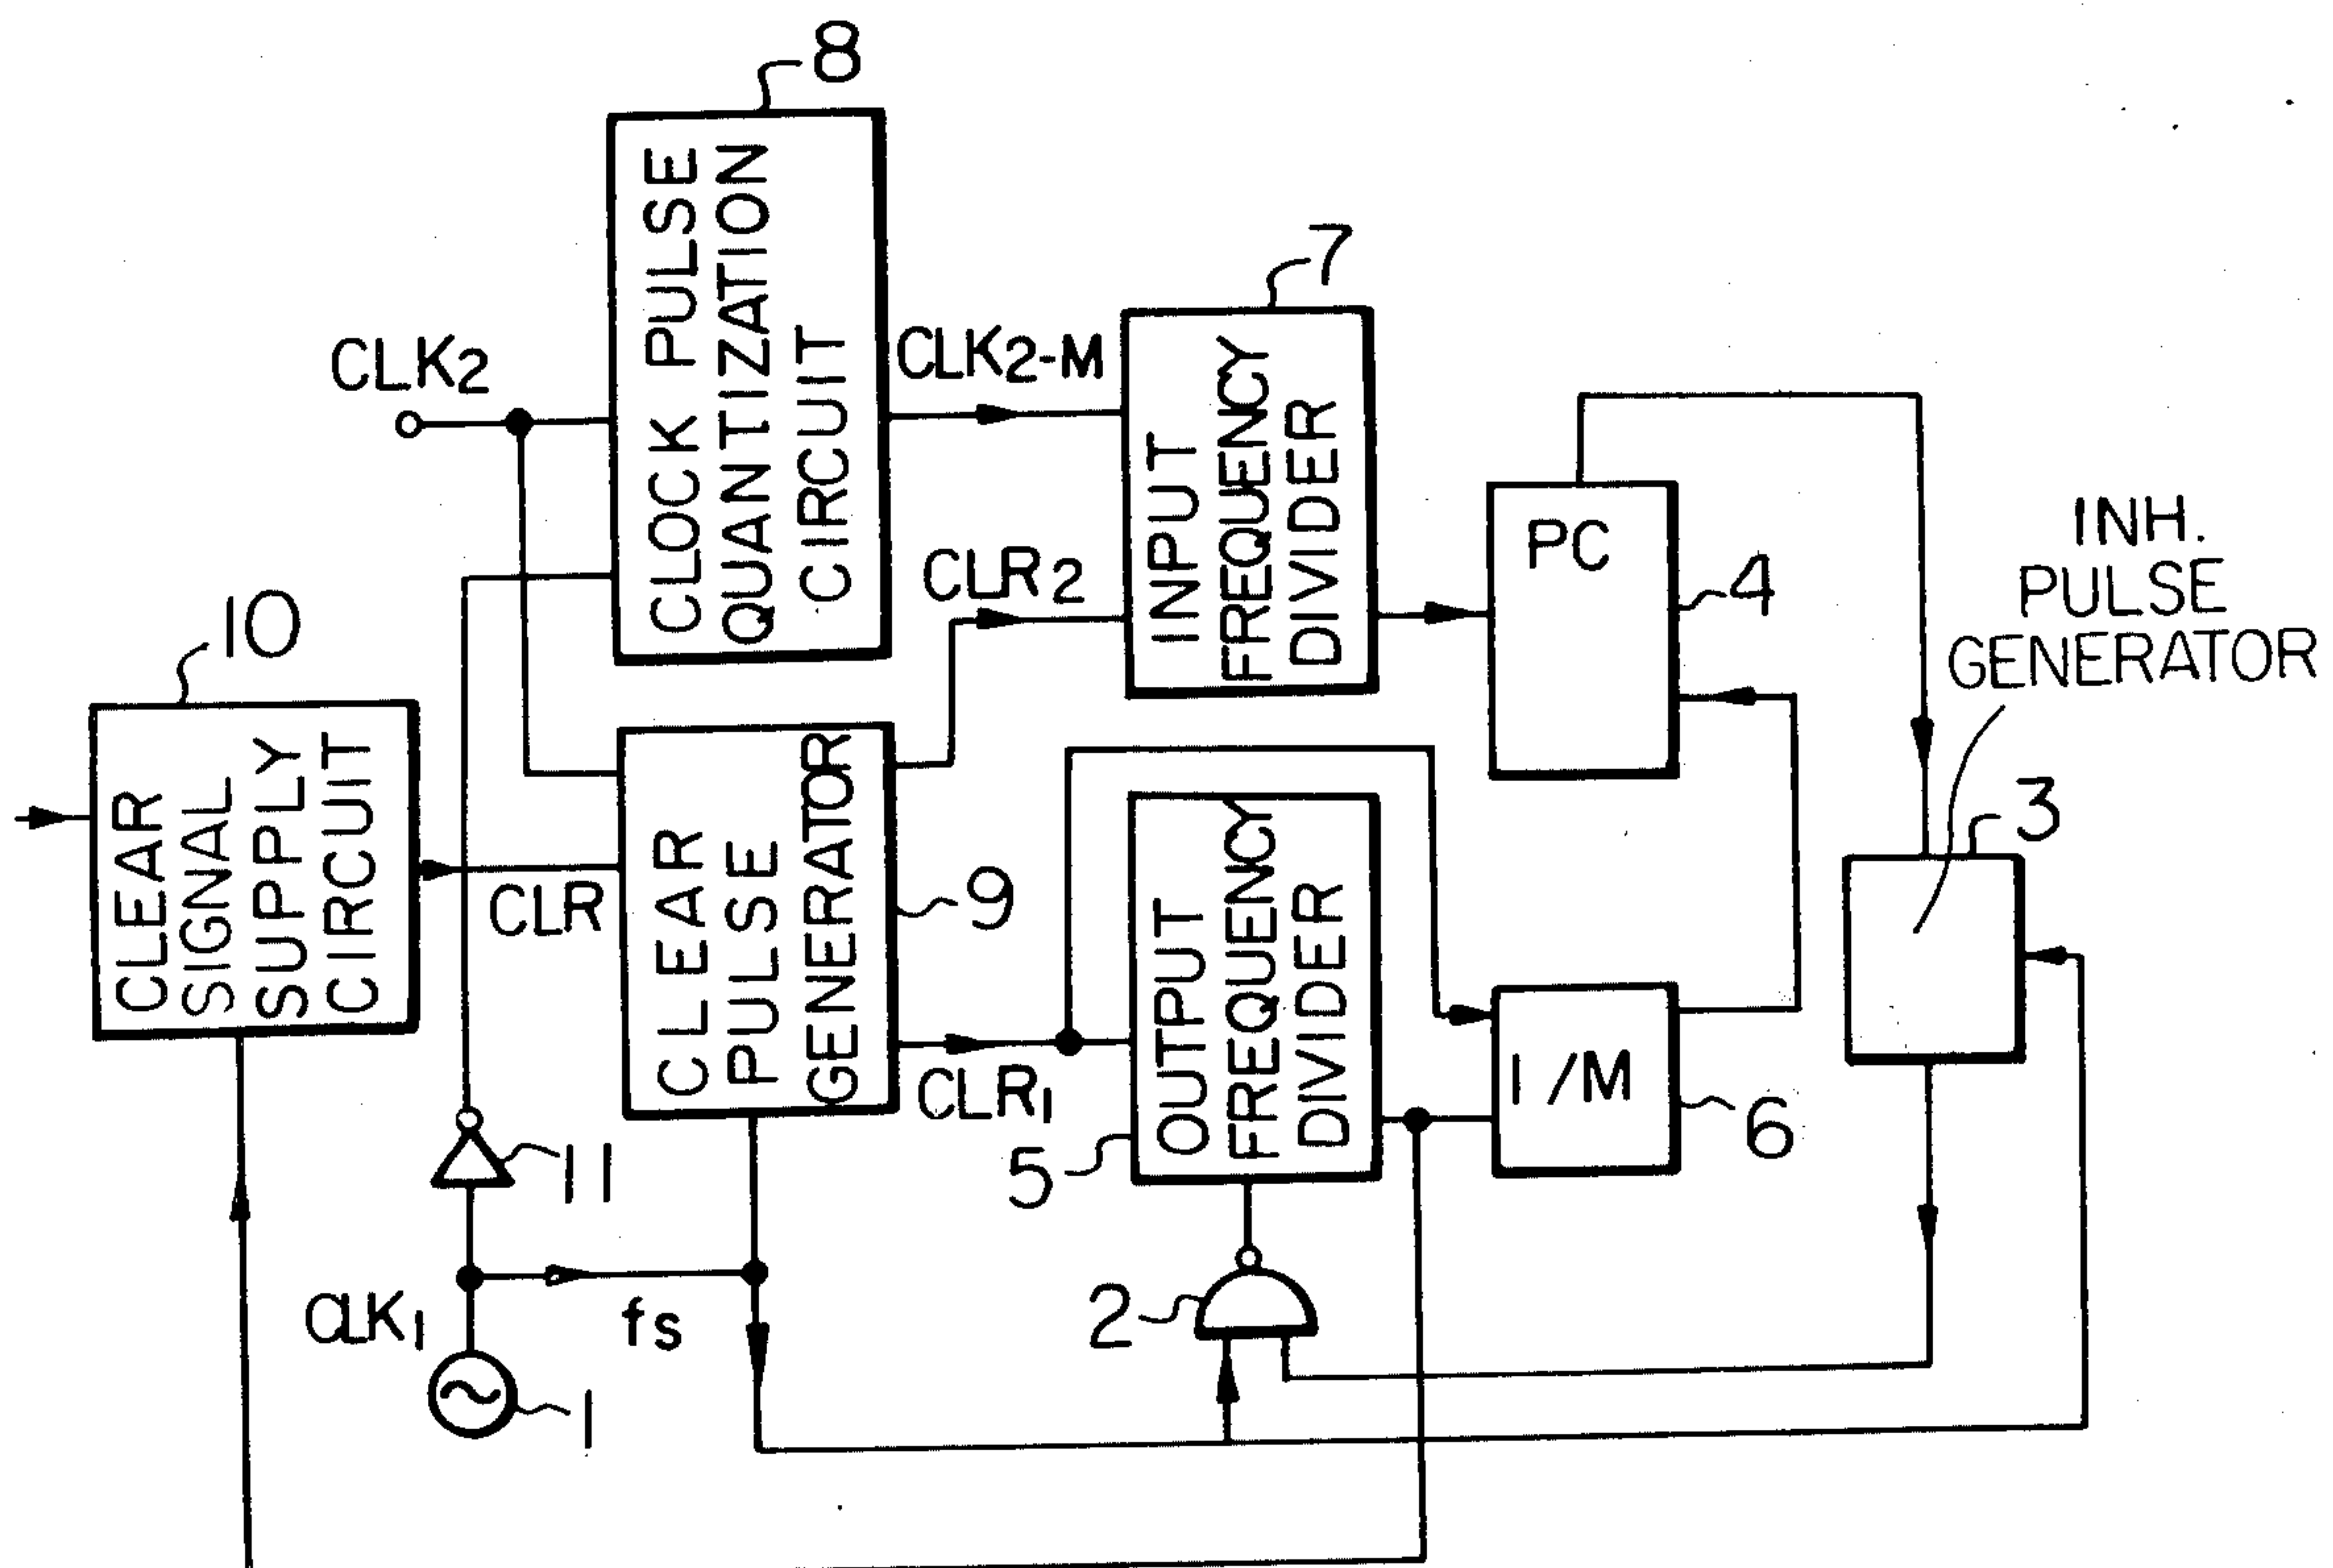 8
CLOCK PULSE
QUANTIZATION
CIRCUIT
CLK2
CLK2-M
7
INPUT
FREQUENCY
DIVIDER
CLR2
PC
4
INH.
PULSE
GENERATOR
10
CLEAR
SIGNAL
SUPPLY
CIRCUIT
CLR
CLEAR
PULSE
GENERATOR
9
CLR1
OUTPUT
FREQUENCY
DIVIDER
5
3
1/M
6
11
CLK1
fs
2
1